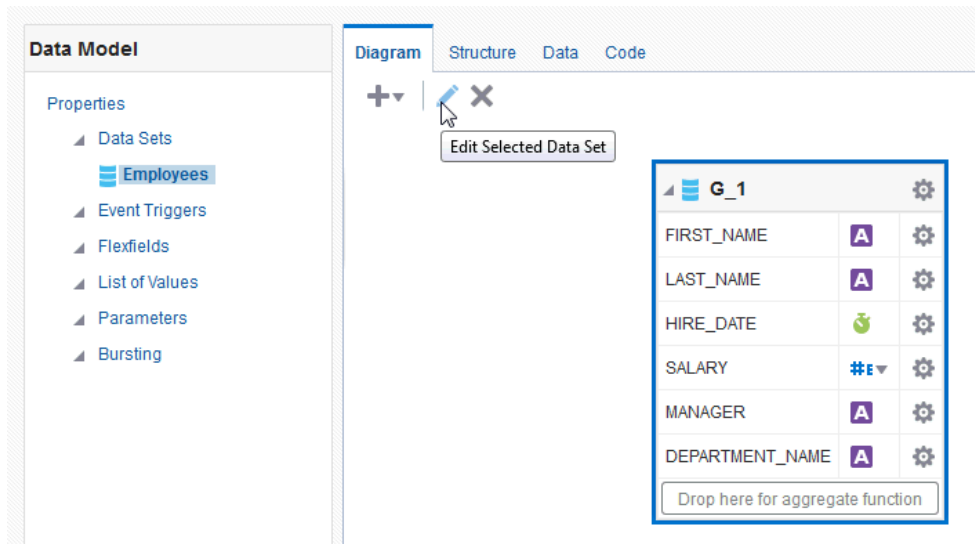 Data Model
Properties
Data Sets
Employees
Event Triggers
Flexfields
List of Values
Parameters
Bursting
Diagram Structure Data Code
Edit Selected Data Set
G_1
FIRST_NAME A
LAST_NAME A
HIRE_DATE
SALARY #E
MANAGER A
DEPARTMENT_NAME A
Drop here for aggregate function